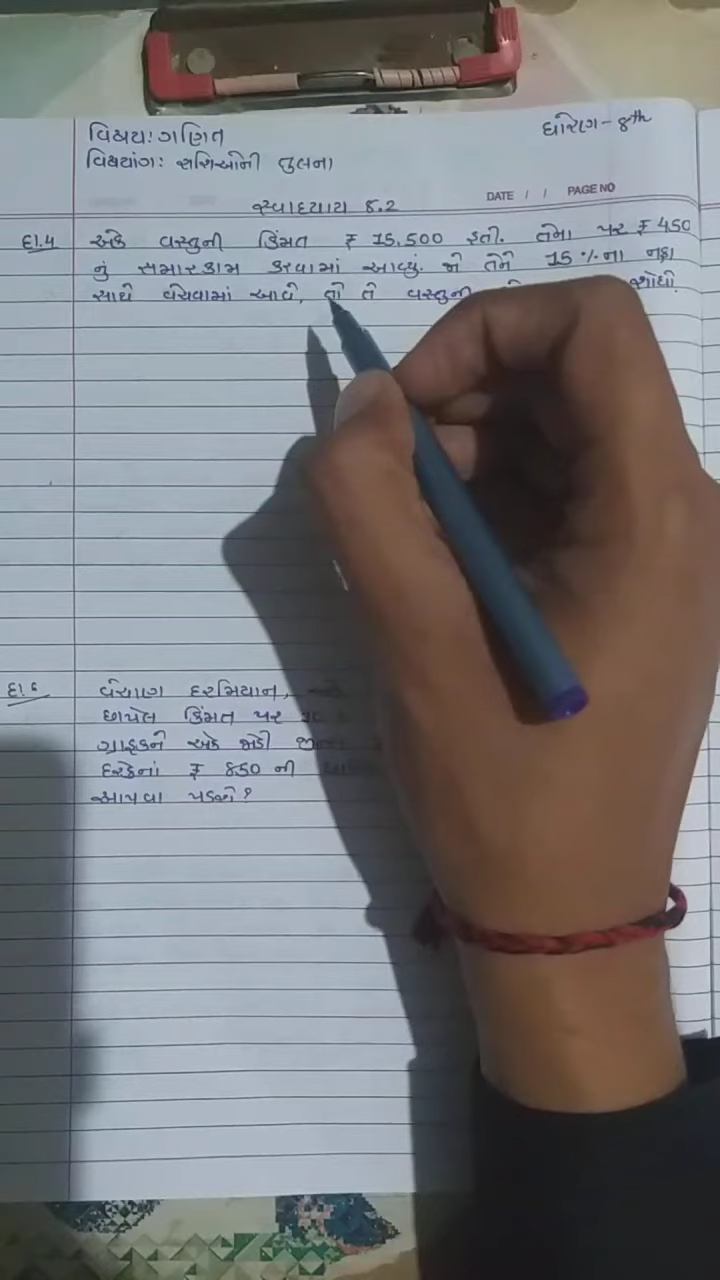 વિષય: ગણિત
ધોરણ - 8th
વિષયાંગ: રાશિઓની તુલના
DATE / / PAGE NO
સ્વાધ્યાય 8.2
દા.4 એક વસ્તુની કિંમત ₹ 15,500 હતી. તેના પર ₹ 450
નું સમારકામ કરવામાં આવ્યું. જો તેને 15 % ના નફા
સાથે વેચવામાં આવે, તો તે વસ્તુની શોધો.
દા.6 વેચાણ દરમિયાન,
છાપેલ કિંમત પર
ગ્રાહકને એક જોડી જીન્સ
દરેકનાં ₹ 850 ની
આપવા પડશે?